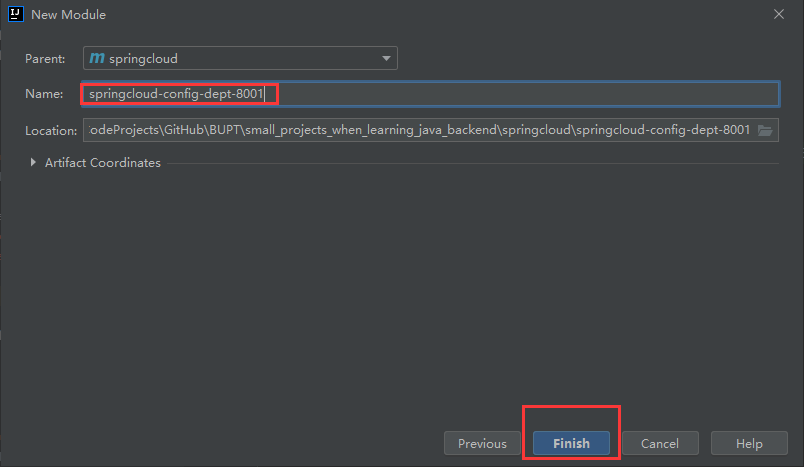 New Module
Parent: m springcloud
Name: springcloud-config-dept-8001
Location: odeProjects\GitHub\BUPT\small_projects_when_learning_java_backend\springcloud\springcloud-config-dept-8001
Artifact Coordinates
Previous Finish Cancel Help